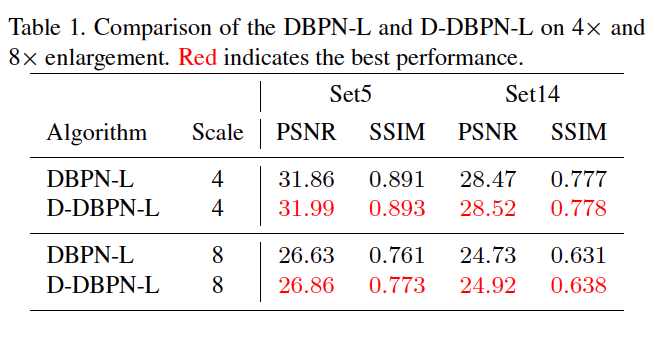 Table 1. Comparison of the DBPN-L and D-DBPN-L on 4× and
8× enlargement. Red indicates the best performance.
Set5 Set14
Algorithm Scale PSNR SSIM PSNR SSIM
DBPN-L 4 31.86 0.891 28.47 0.777
D-DBPN-L 4 31.99 0.893 28.52 0.778
DBPN-L 8 26.63 0.761 24.73 0.631
D-DBPN-L 8 26.86 0.773 24.92 0.638